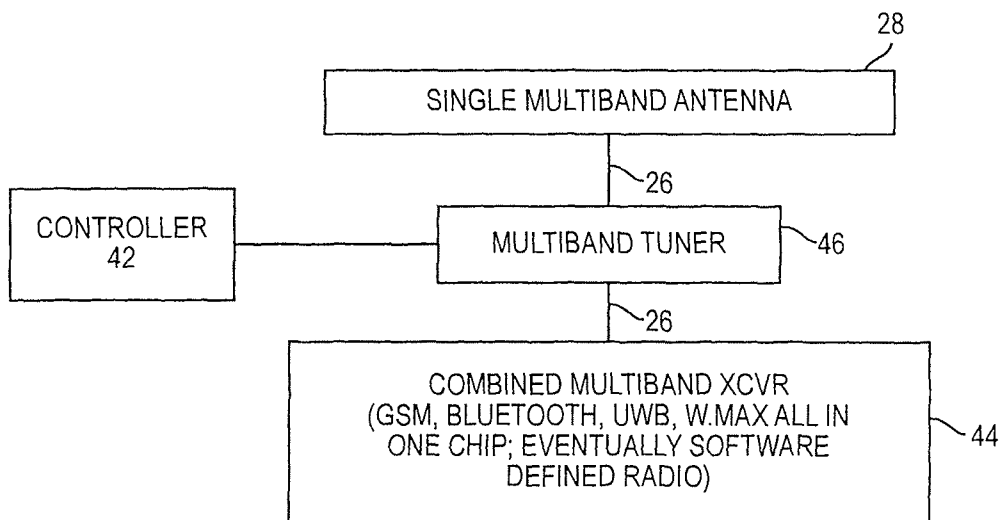 28
SINGLE MULTIBAND ANTENNA
26
CONTROLLER
42
MULTIBAND TUNER
46
26
COMBINED MULTIBAND XCVR
(GSM, BLUETOOTH, UWB, W.MAX ALL IN
ONE CHIP; EVENTUALLY SOFTWARE
DEFINED RADIO)
44